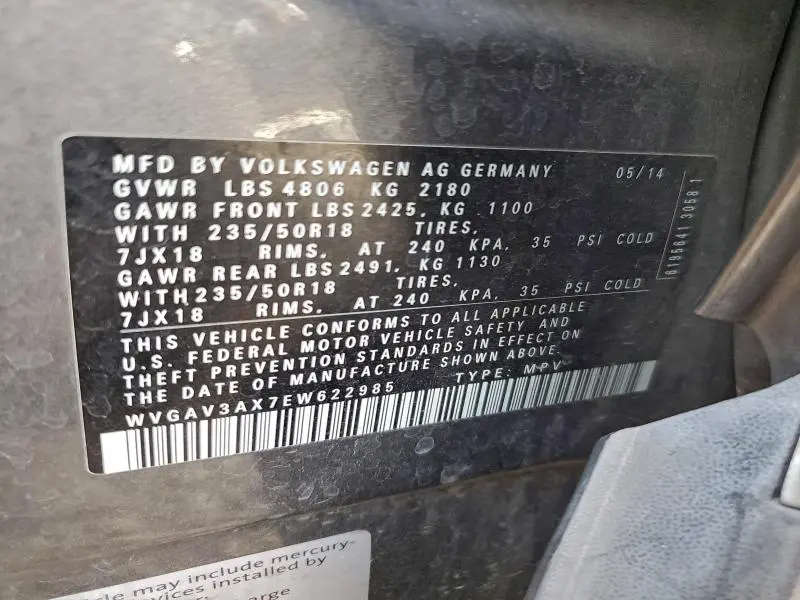 MFD BY VOLKSWAGEN AG GERMANY 05/14
GVWR LBS 4806 KG 2180
GAWR FRONT LBS 2425, KG 1100
WITH 235/50R18 TIRES,
7JX18 RIMS, AT 240 KPA, 35 PSI COLD
GAWR REAR LBS 2491, KG 1130
WITH 235/50R18 TIRES,
7JX18 RIMS, AT 240 KPA, 35 PSI COLD
THIS VEHICLE CONFORMS TO ALL APPLICABLE
U.S. FEDERAL MOTOR VEHICLE SAFETY AND
THEFT PREVENTION STANDARDS IN EFFECT ON
THE DATE OF MANUFACTURE SHOWN ABOVE.
WVGAV3AX7EW622985 TYPE: MPV
may include mercury-
installed by